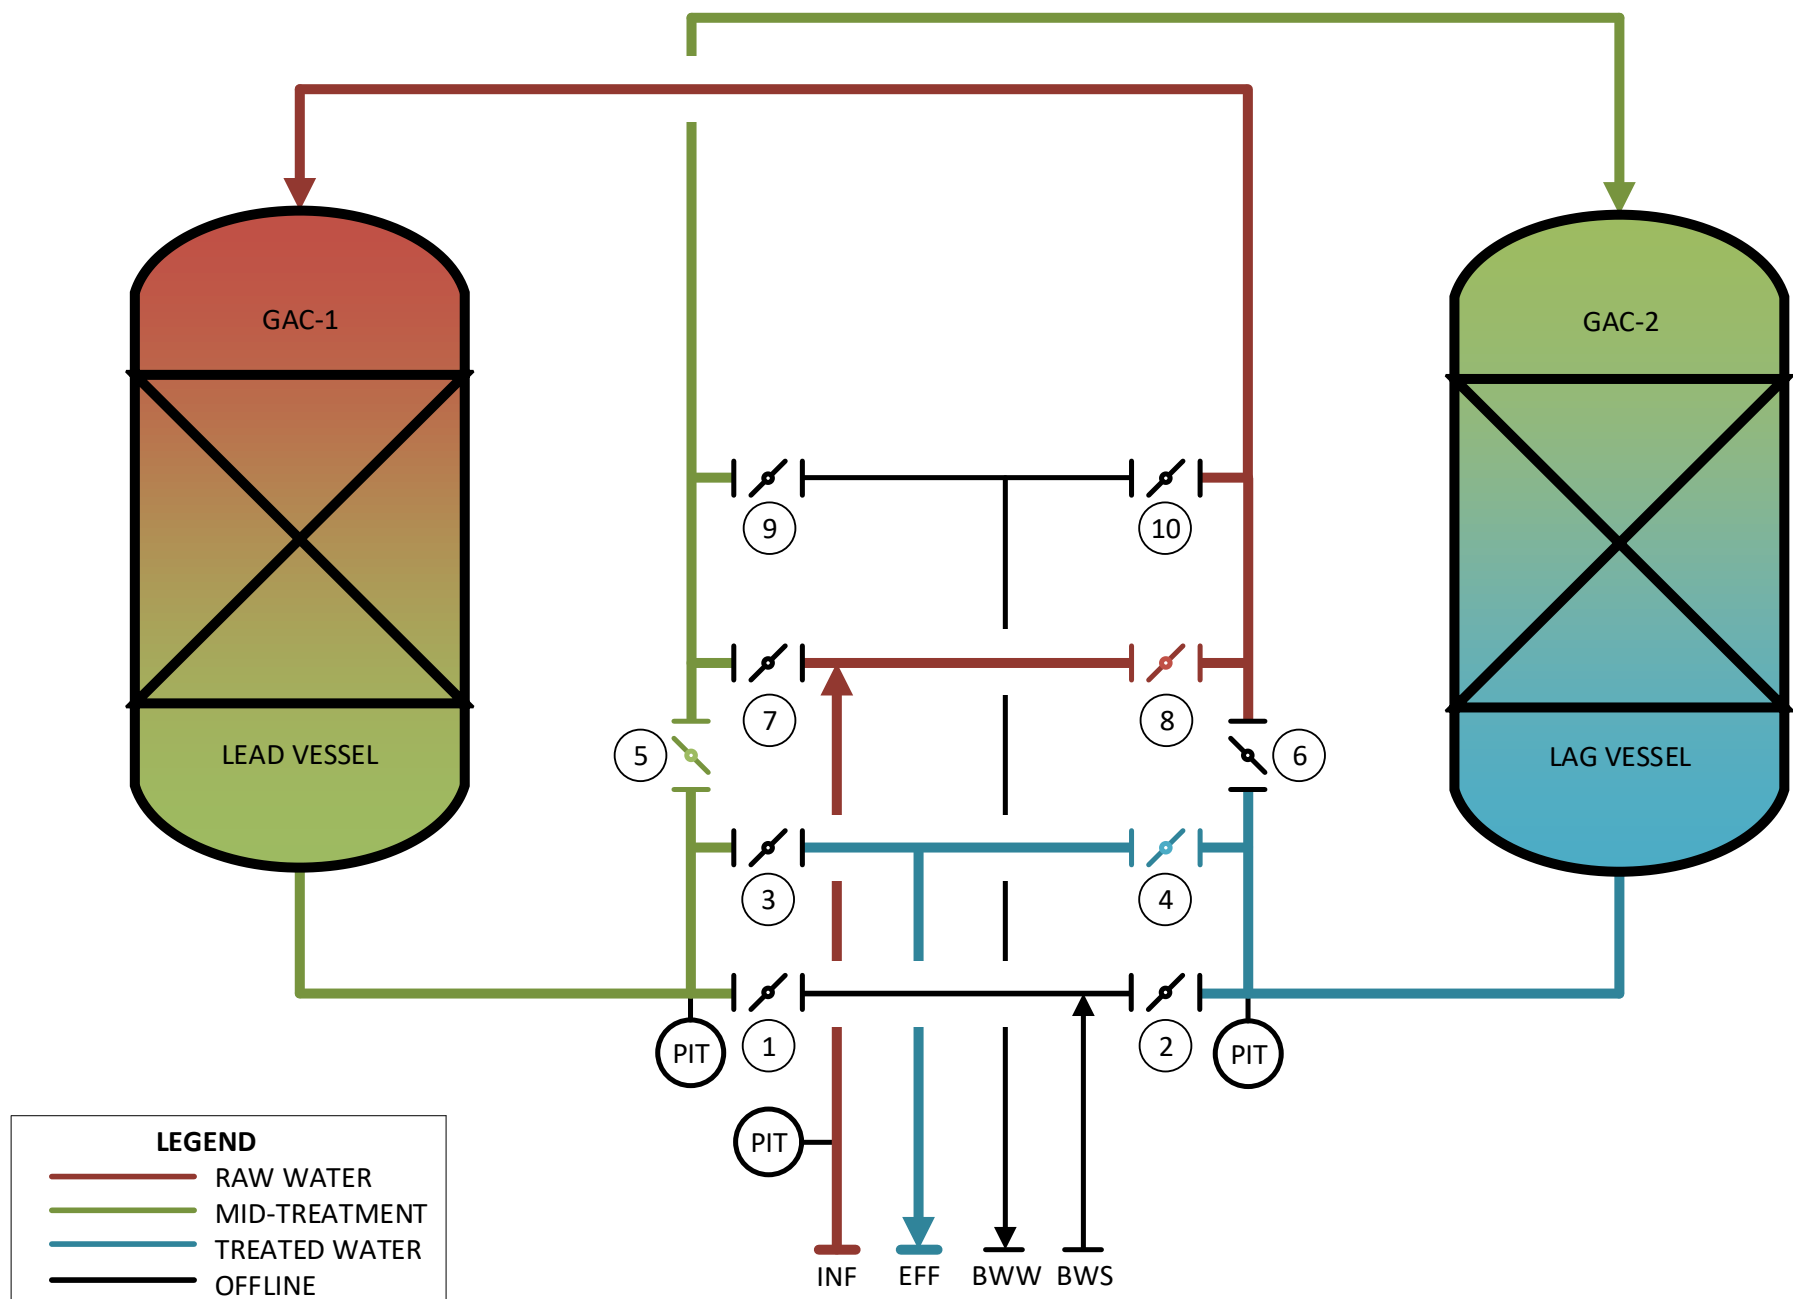 GAC-1
GAC-2
9
10
7
8
LEAD VESSEL
5
6
LAG VESSEL
3
4
PIT
1
2
PIT
PIT
LEGEND
RAW WATER
MID-TREATMENT
TREATED WATER
OFFLINE
INF
EFF
BWW
BWS